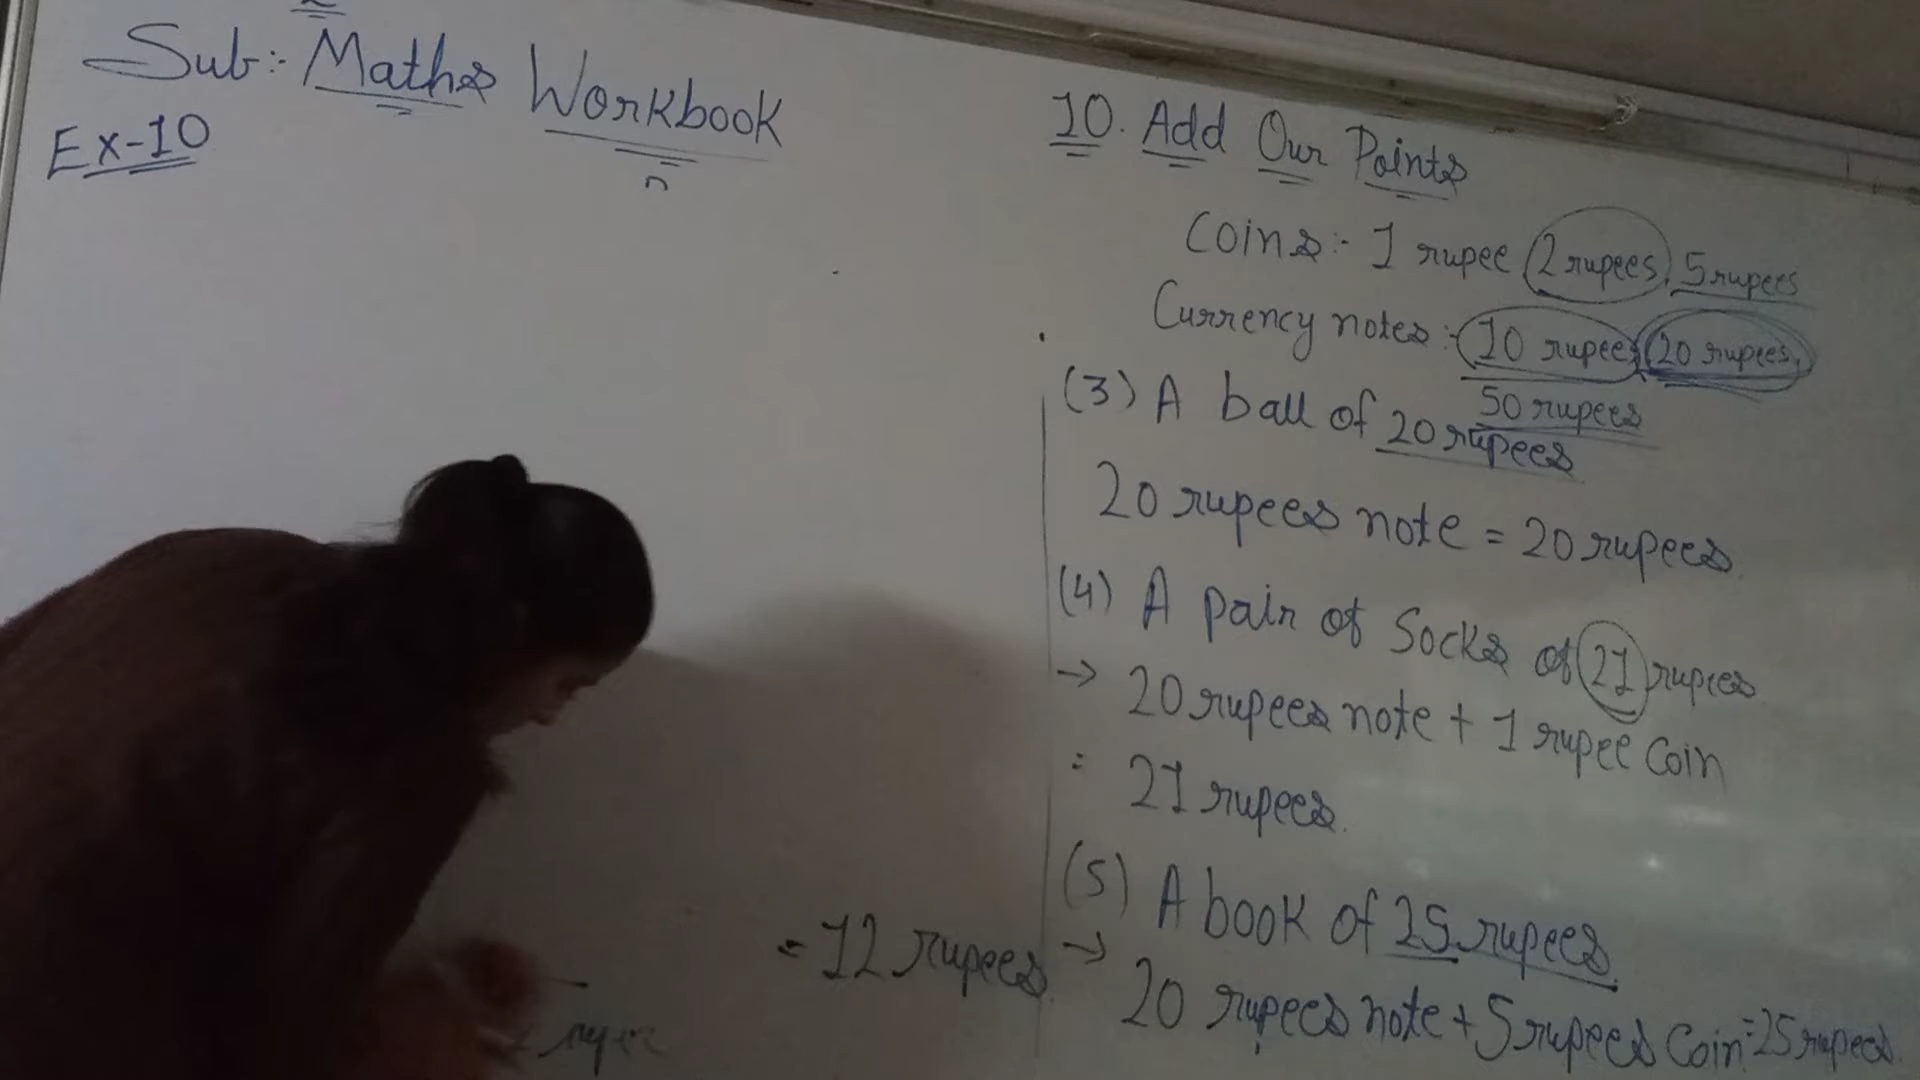 Sub:- Maths Workbook
Ex-10
= 12 rupees
10. Add Our Points
Coins:- 1 rupee, 2 rupees, 5 rupees
Currency notes:- 10 rupees, 20 rupees,
50 rupees
(3) A ball of 20 rupees
20 rupees note = 20 rupees
(4) A pair of Socks of 21 rupees
→ 20 rupees note + 1 rupee Coin
= 21 rupees.
(5) A book of 25 rupees.
→ 20 rupees note + 5 rupees Coin = 25 rupees.